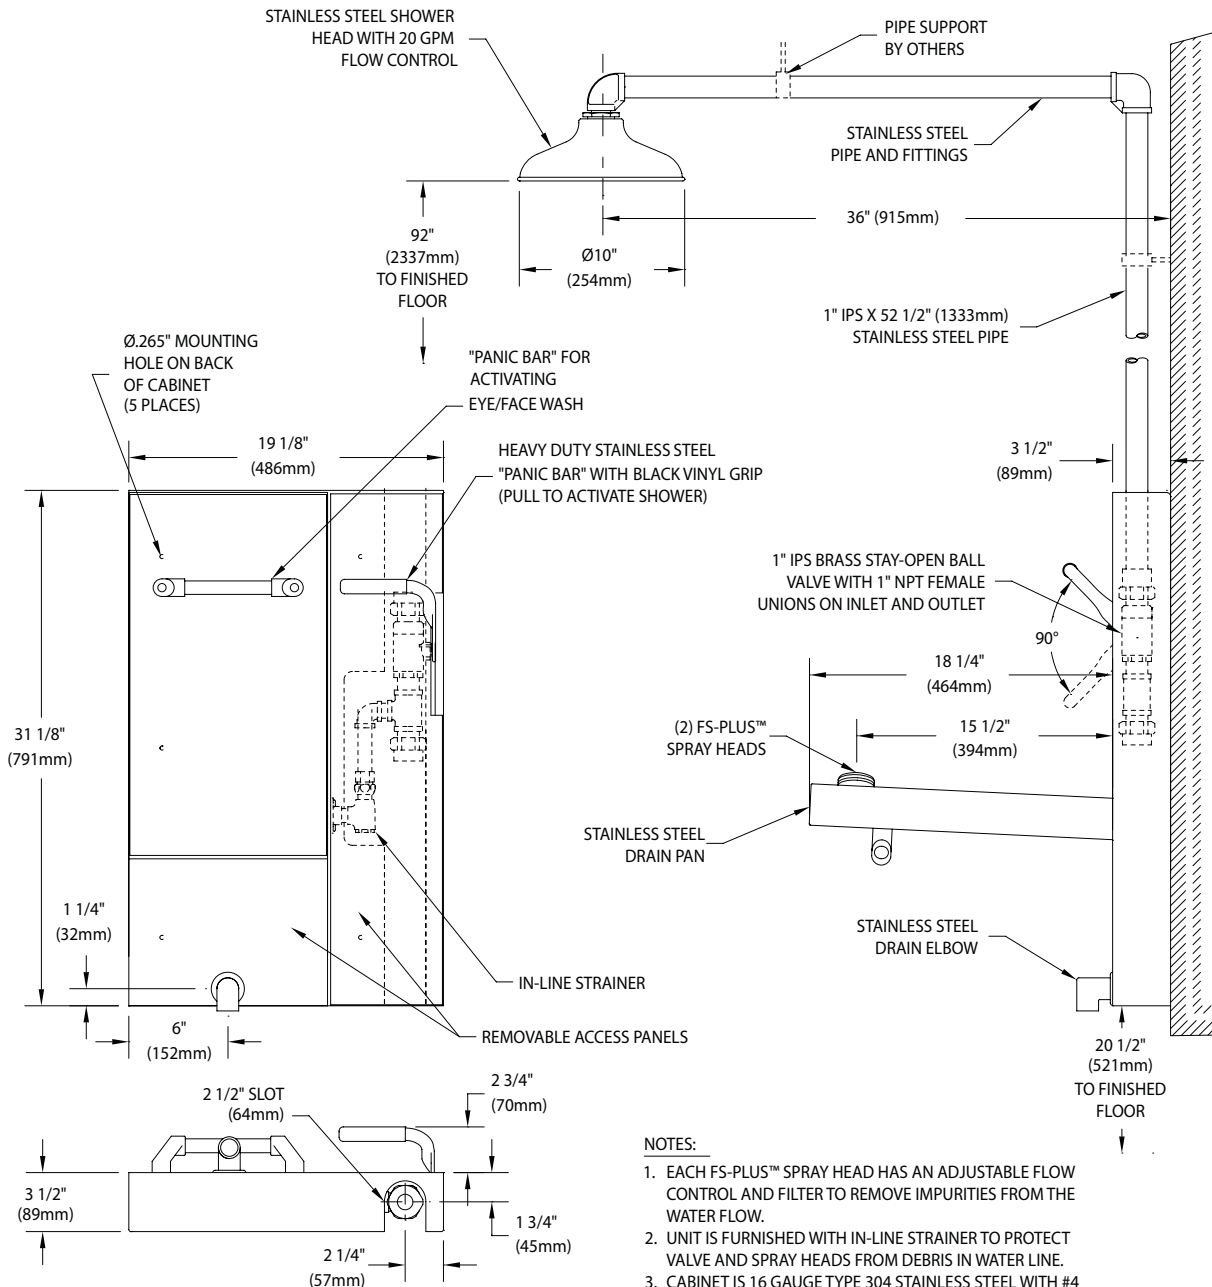 STAINLESS STEEL SHOWER
HEAD WITH 20 GPM
FLOW CONTROL
PIPE SUPPORT
BY OTHERS
STAINLESS STEEL
PIPE AND FITTINGS
92"
(2337mm)
TO FINISHED
FLOOR
Ø10"
(254mm)
36" (915mm)
1" IPS X 52 1/2" (1333mm)
STAINLESS STEEL PIPE
Ø.265" MOUNTING
HOLE ON BACK
OF CABINET
(5 PLACES)
"PANIC BAR" FOR
ACTIVATING
EYE/FACE WASH
19 1/8"
(486mm)
HEAVY DUTY STAINLESS STEEL
"PANIC BAR" WITH BLACK VINYL GRIP
(PULL TO ACTIVATE SHOWER)
3 1/2"
(89mm)
1" IPS BRASS STAY-OPEN BALL
VALVE WITH 1" NPT FEMALE
UNIONS ON INLET AND OUTLET
90°
18 1/4"
(464mm)
15 1/2"
(394mm)
(2) FS-PLUS™
SPRAY HEADS
31 1/8"
(791mm)
STAINLESS STEEL
DRAIN PAN
1 1/4"
(32mm)
STAINLESS STEEL
DRAIN ELBOW
IN-LINE STRAINER
6"
(152mm)
REMOVABLE ACCESS PANELS
20 1/2"
(521mm)
TO FINISHED
FLOOR
2 1/2" SLOT
(64mm)
2 3/4"
(70mm)
3 1/2"
(89mm)
1 3/4"
(45mm)
2 1/4"
(57mm)
NOTES:
1. EACH FS-PLUS™ SPRAY HEAD HAS AN ADJUSTABLE FLOW
CONTROL AND FILTER TO REMOVE IMPURITIES FROM THE
WATER FLOW.
2. UNIT IS FURNISHED WITH IN-LINE STRAINER TO PROTECT
VALVE AND SPRAY HEADS FROM DEBRIS IN WATER LINE.
3. CABINET IS 16 GAUGE TYPE 304 STAINLESS STEEL WITH #4